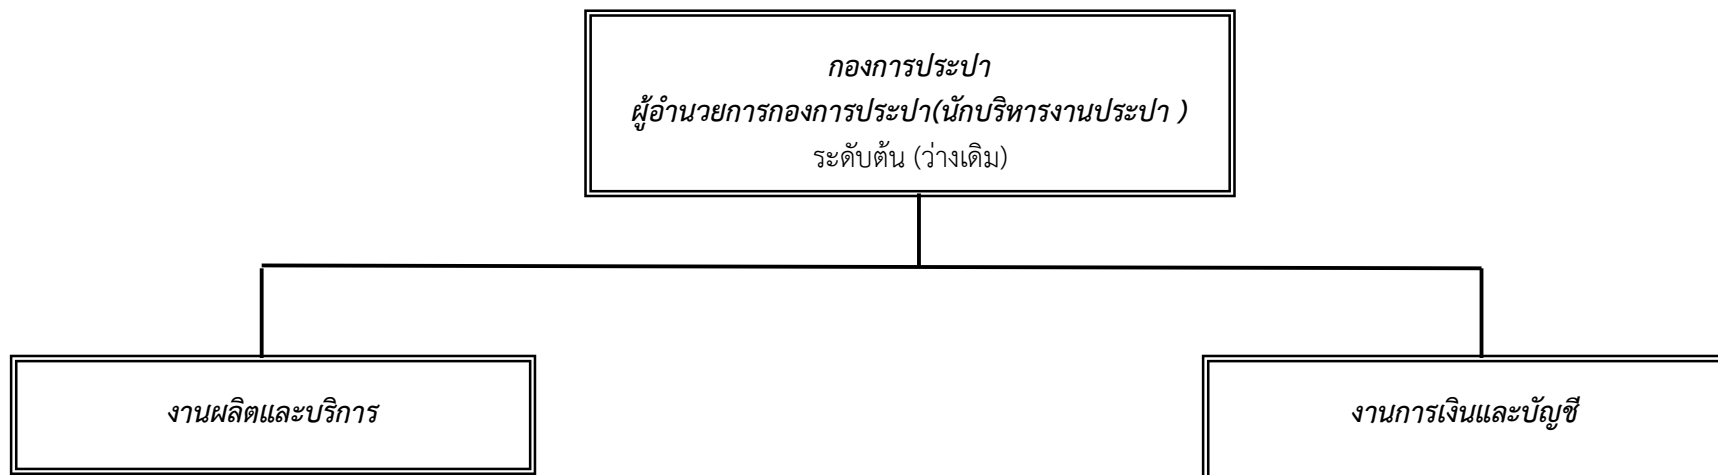 กองการประปา
ผู้อำนวยการกองการประปา(นักบริหารงานประปา )
ระดับต้น (ว่างเดิม)
งานผลิตและบริการ
งานการเงินและบัญชี